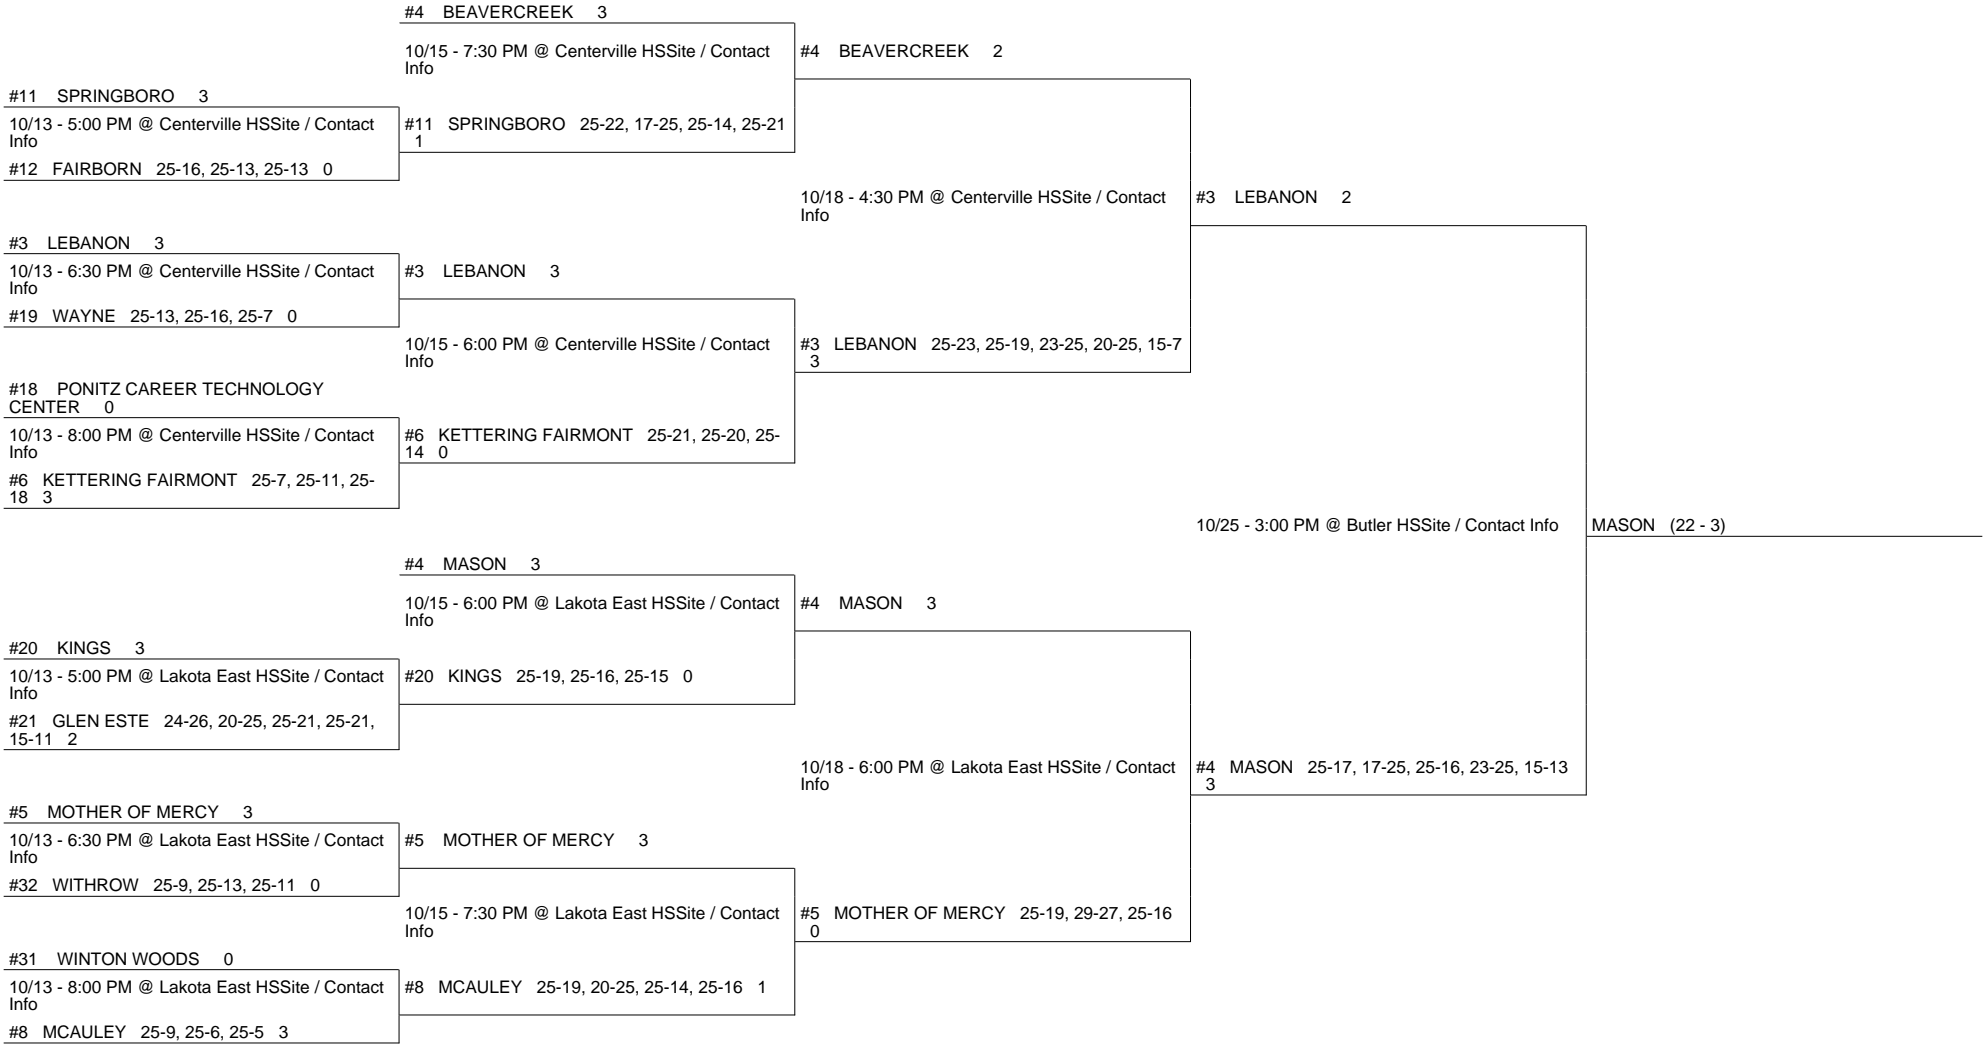 #4 BEAVERCREEK 3
10/15 - 7:30 PM @ Centerville HSSite / Contact
Info
#4 BEAVERCREEK 2
#11 SPRINGBORO 3
10/13 - 5:00 PM @ Centerville HSSite / Contact
Info
#11 SPRINGBORO 25-22, 17-25, 25-14, 25-21
1
#12 FAIRBORN 25-16, 25-13, 25-13 0
10/18 - 4:30 PM @ Centerville HSSite / Contact
Info
#3 LEBANON 2
#3 LEBANON 3
10/13 - 6:30 PM @ Centerville HSSite / Contact
Info
#3 LEBANON 3
#19 WAYNE 25-13, 25-16, 25-7 0
10/15 - 6:00 PM @ Centerville HSSite / Contact
Info
#3 LEBANON 25-23, 25-19, 23-25, 20-25, 15-7
3
#18 PONITZ CAREER TECHNOLOGY
CENTER 0
10/13 - 8:00 PM @ Centerville HSSite / Contact
Info
#6 KETTERING FAIRMONT 25-21, 25-20, 25-
14 0
#6 KETTERING FAIRMONT 25-7, 25-11, 25-
18 3
10/25 - 3:00 PM @ Butler HSSite / Contact Info
MASON (22 - 3)
#4 MASON 3
10/15 - 6:00 PM @ Lakota East HSSite / Contact
Info
#4 MASON 3
#20 KINGS 3
10/13 - 5:00 PM @ Lakota East HSSite / Contact
Info
#20 KINGS 25-19, 25-16, 25-15 0
#21 GLEN ESTE 24-26, 20-25, 25-21, 25-21,
15-11 2
10/18 - 6:00 PM @ Lakota East HSSite / Contact
Info
#4 MASON 25-17, 17-25, 25-16, 23-25, 15-13
3
#5 MOTHER OF MERCY 3
10/13 - 6:30 PM @ Lakota East HSSite / Contact
Info
#5 MOTHER OF MERCY 3
#32 WITHROW 25-9, 25-13, 25-11 0
10/15 - 7:30 PM @ Lakota East HSSite / Contact
Info
#5 MOTHER OF MERCY 25-19, 29-27, 25-16
0
#31 WINTON WOODS 0
10/13 - 8:00 PM @ Lakota East HSSite / Contact
Info
#8 MCAULEY 25-19, 20-25, 25-14, 25-16 1
#8 MCAULEY 25-9, 25-6, 25-5 3